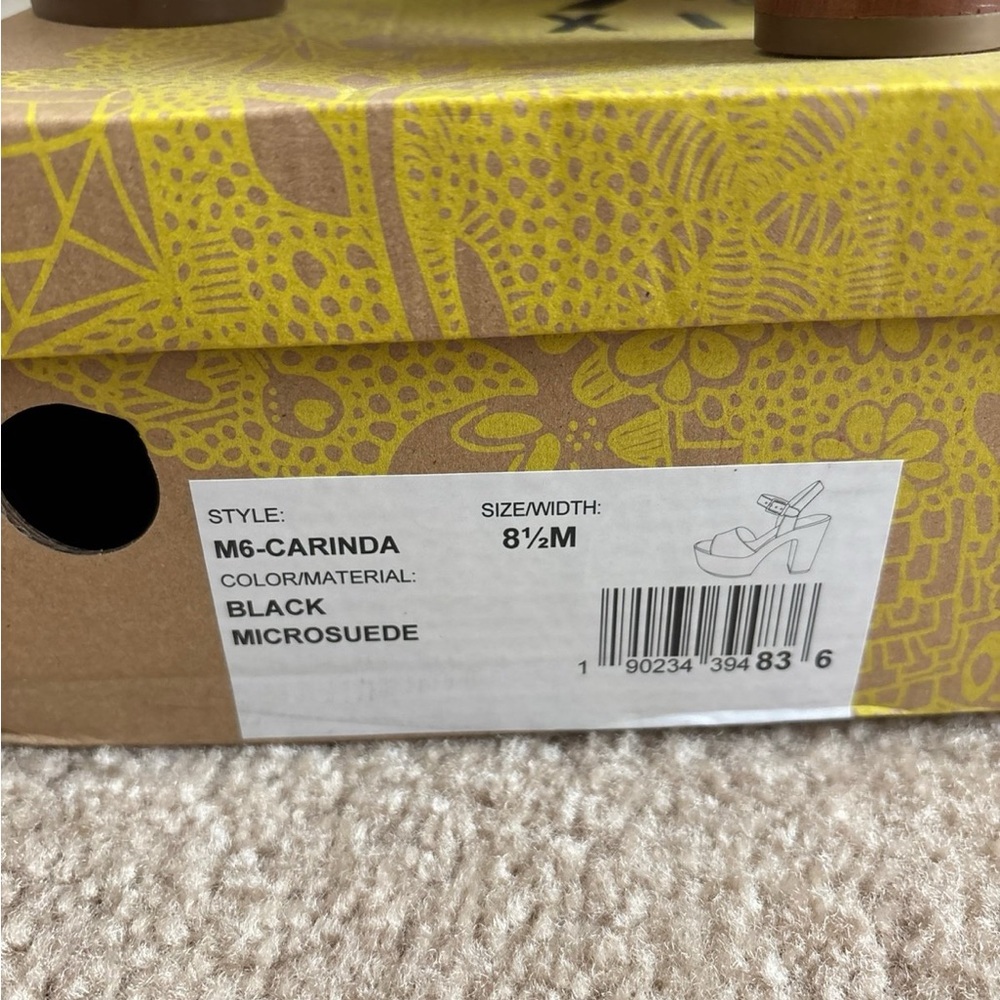 STYLE:
M6-CARINDA
COLOR/MATERIAL:
BLACK
MICROSUEDE
SIZE/WIDTH:
8½M
1 90234 394 83 6